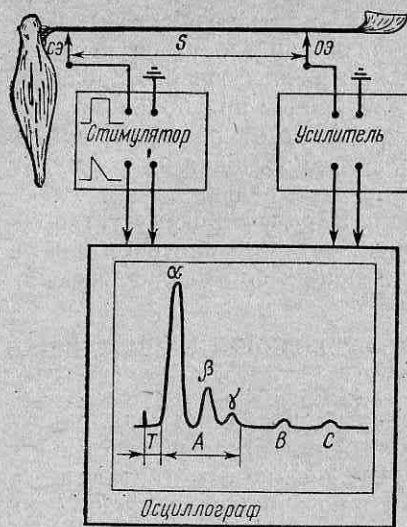 СЭ S ОЭ
Стимулятор Усилитель
α
β
γ
T A B C
Осциллограф